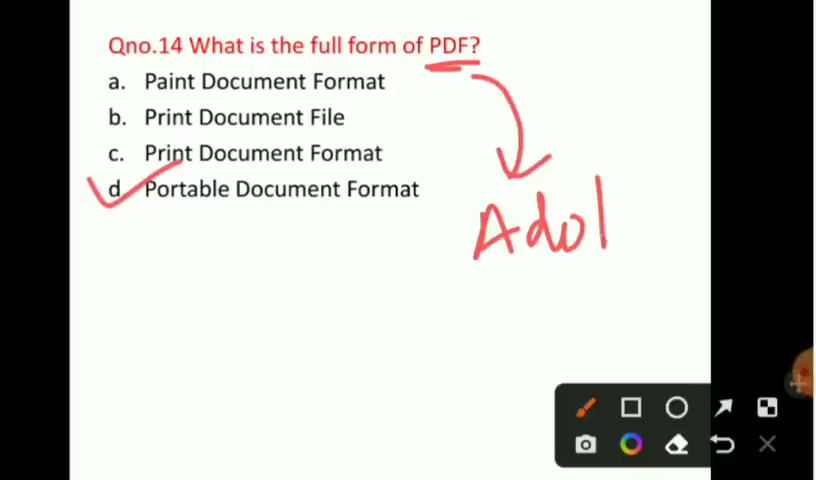 Qno.14 What is the full form of PDF?
a. Paint Document Format
b. Print Document File
c. Print Document Format
d. Portable Document Format
Adol